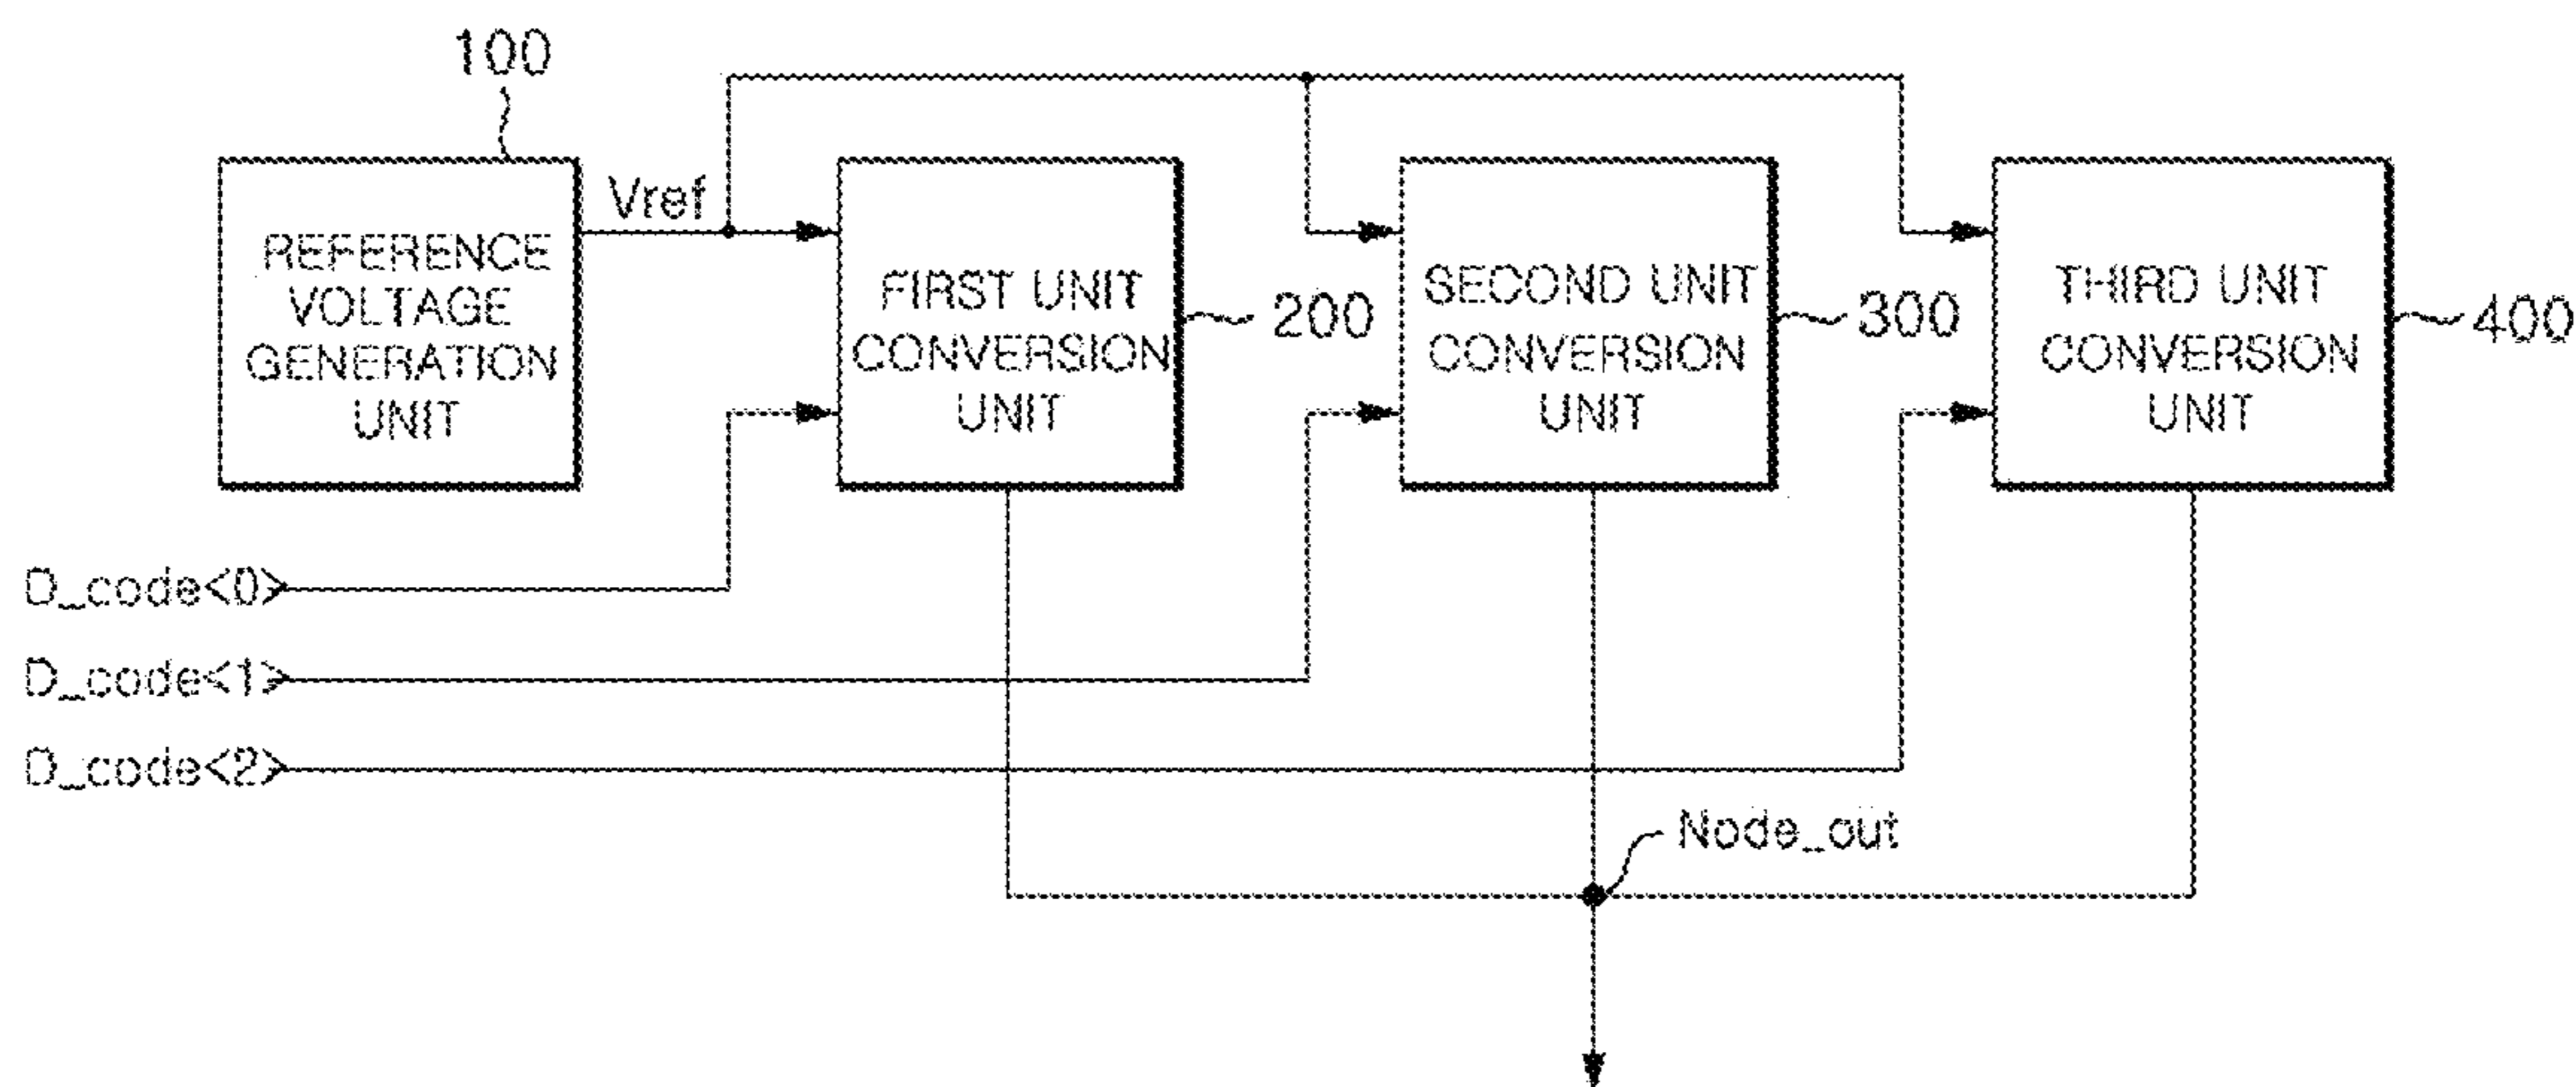 100
Vref
REFERENCE
VOLTAGE
GENERATION
UNIT
FIRST UNIT
CONVERSION
UNIT
200
SECOND UNIT
CONVERSION
UNIT
300
THIRD UNIT
CONVERSION
UNIT
400
D_code<0>
D_code<1>
D_code<2>
Node_out